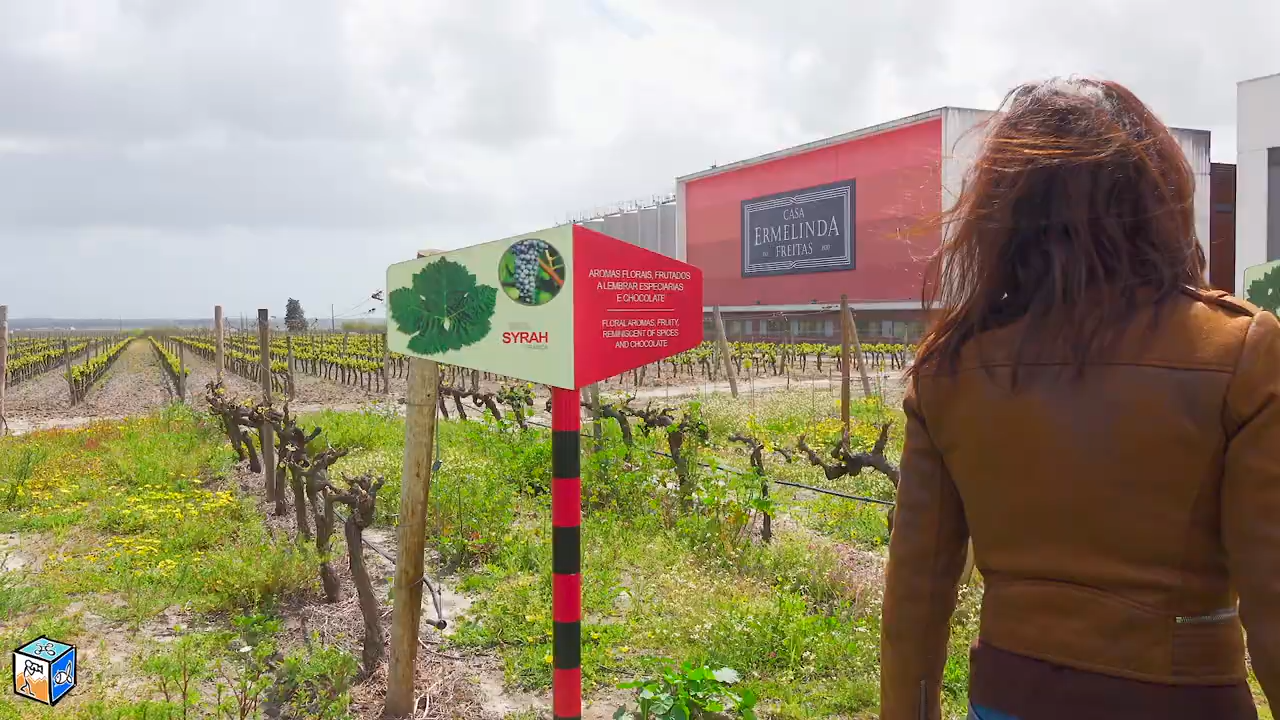 CASA
ERMELINDA
FREITAS
AROMAS FLORAIS, FRUTADOS
A LEMBRAR ESPECIARIAS
E CHOCOLATE
FLORAL AROMAS, FRUITY,
REMINISCENT OF SPICES
AND CHOCOLATE
SYRAH